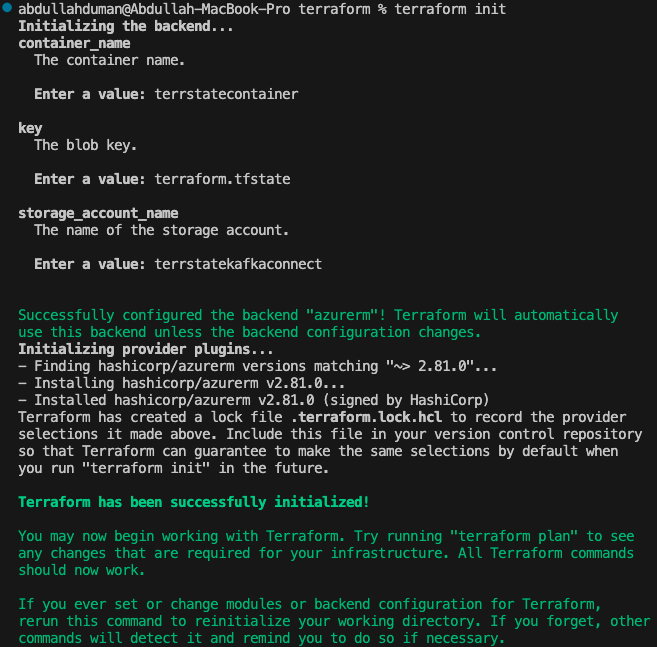 abdullahduman@Abdullah-MacBook-Pro terraform % terraform init
Initializing the backend...
container_name
The container name.
Enter a value: terrstatecontainer
key
The blob key.
Enter a value: terraform.tfstate
storage_account_name
The name of the storage account.
Enter a value: terrstatekafkaconnect
Successfully configured the backend "azurerm"! Terraform will automatically
use this backend unless the backend configuration changes.
Initializing provider plugins...
- Finding hashicorp/azurerm versions matching "~> 2.81.0"...
- Installing hashicorp/azurerm v2.81.0...
- Installed hashicorp/azurerm v2.81.0 (signed by HashiCorp)
Terraform has created a lock file .terraform.lock.hcl to record the provider
selections it made above. Include this file in your version control repository
so that Terraform can guarantee to make the same selections by default when
you run "terraform init" in the future.
Terraform has been successfully initialized!
You may now begin working with Terraform. Try running "terraform plan" to see
any changes that are required for your infrastructure. All Terraform commands
should now work.
If you ever set or change modules or backend configuration for Terraform,
rerun this command to reinitialize your working directory. If you forget, other
commands will detect it and remind you to do so if necessary.